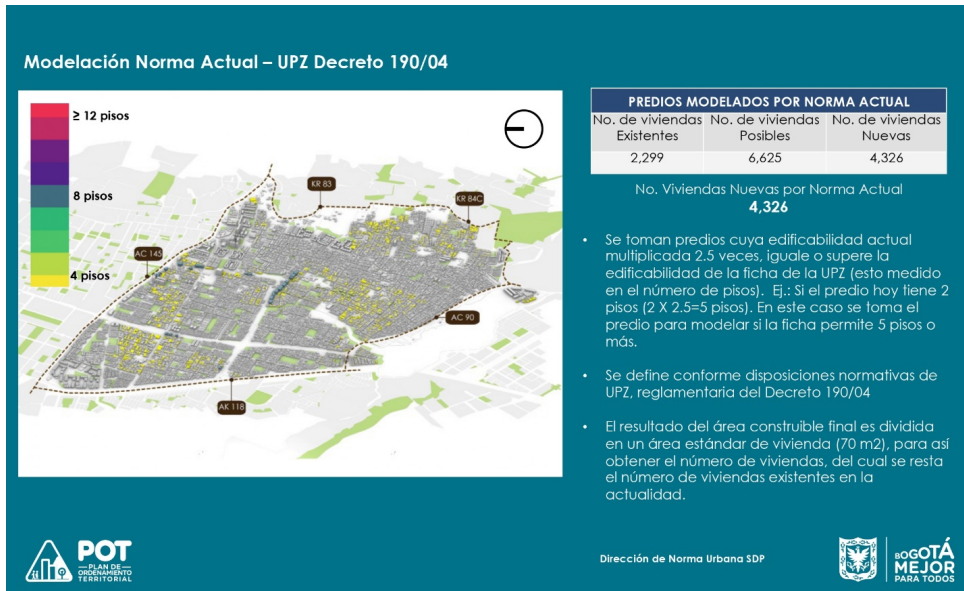 Modelación Norma Actual – UPZ Decreto 190/04
≥ 12 pisos
8 pisos
4 pisos
KR 83
KR 84C
AC 145
AC 90
AK 118
PREDIOS MODELADOS POR NORMA ACTUAL
No. de viviendas Existentes
No. de viviendas Posibles
No. de viviendas Nuevas
2,299
6,625
4,326
No. Viviendas Nuevas por Norma Actual
4,326
• Se toman predios cuya edificabilidad actual
multiplicada 2.5 veces, iguale o supere la
edificabilidad de la ficha de la UPZ (esto medido
en el número de pisos). Ej.: Si el predio hoy tiene 2
pisos (2 X 2.5=5 pisos). En este caso se toma el
predio para modelar si la ficha permite 5 pisos o
más.
• Se define conforme disposiciones normativas de
UPZ, reglamentaria del Decreto 190/04
• El resultado del área construible final es dividida
en un área estándar de vivienda (70 m2), para así
obtener el número de viviendas, del cual se resta
el número de viviendas existentes en la
actualidad.
POT
PLAN DE
ORDENAMIENTO
TERRITORIAL
Dirección de Norma Urbana SDP
BOGOTÁ
MEJOR
PARA TODOS